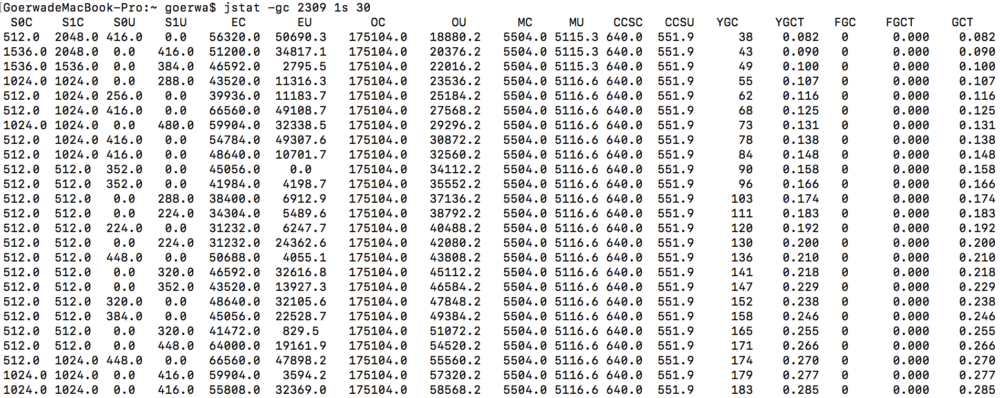 GoerwadeMacBook-Pro:~ goerwa$ jstat -gc 2309 1s 30
S0C S1C S0U S1U EC EU OC OU MC MU CCSC CCSU YGC YGCT FGC FGCT GCT
512.0 2048.0 416.0 0.0 56320.0 50690.3 175104.0 18880.2 5504.0 5115.3 640.0 551.9 38 0.082 0 0.000 0.082
1536.0 2048.0 0.0 416.0 51200.0 34817.1 175104.0 20376.2 5504.0 5115.3 640.0 551.9 43 0.090 0 0.000 0.090
1536.0 1536.0 0.0 384.0 46592.0 2795.5 175104.0 22016.2 5504.0 5115.3 640.0 551.9 49 0.100 0 0.000 0.100
1024.0 1024.0 0.0 288.0 43520.0 11316.3 175104.0 23536.2 5504.0 5116.6 640.0 551.9 55 0.107 0 0.000 0.107
512.0 1024.0 256.0 0.0 39936.0 11183.7 175104.0 25184.2 5504.0 5116.6 640.0 551.9 62 0.116 0 0.000 0.116
512.0 1024.0 416.0 0.0 66560.0 49108.7 175104.0 27568.2 5504.0 5116.6 640.0 551.9 68 0.125 0 0.000 0.125
1024.0 1024.0 0.0 480.0 59904.0 32338.5 175104.0 29296.2 5504.0 5116.6 640.0 551.9 73 0.131 0 0.000 0.131
512.0 1024.0 416.0 0.0 54784.0 49307.6 175104.0 30872.2 5504.0 5116.6 640.0 551.9 78 0.138 0 0.000 0.138
512.0 1024.0 416.0 0.0 48640.0 10701.7 175104.0 32560.2 5504.0 5116.6 640.0 551.9 84 0.148 0 0.000 0.148
512.0 512.0 352.0 0.0 45056.0 0.0 175104.0 34112.2 5504.0 5116.6 640.0 551.9 90 0.158 0 0.000 0.158
512.0 512.0 352.0 0.0 41984.0 4198.7 175104.0 35552.2 5504.0 5116.6 640.0 551.9 96 0.166 0 0.000 0.166
512.0 512.0 0.0 288.0 38400.0 6912.9 175104.0 37136.2 5504.0 5116.6 640.0 551.9 103 0.174 0 0.000 0.174
512.0 512.0 0.0 224.0 34304.0 5489.6 175104.0 38792.2 5504.0 5116.6 640.0 551.9 111 0.183 0 0.000 0.183
512.0 512.0 224.0 0.0 31232.0 6247.7 175104.0 40488.2 5504.0 5116.6 640.0 551.9 120 0.192 0 0.000 0.192
512.0 512.0 0.0 224.0 31232.0 24362.6 175104.0 42080.2 5504.0 5116.6 640.0 551.9 130 0.200 0 0.000 0.200
512.0 512.0 448.0 0.0 50688.0 4055.1 175104.0 43808.2 5504.0 5116.6 640.0 551.9 136 0.210 0 0.000 0.210
512.0 512.0 0.0 320.0 46592.0 32616.8 175104.0 45112.2 5504.0 5116.6 640.0 551.9 141 0.218 0 0.000 0.218
512.0 512.0 0.0 352.0 43520.0 13927.3 175104.0 46584.2 5504.0 5116.6 640.0 551.9 147 0.229 0 0.000 0.229
512.0 512.0 320.0 0.0 48640.0 32105.6 175104.0 47848.2 5504.0 5116.6 640.0 551.9 152 0.238 0 0.000 0.238
512.0 512.0 384.0 0.0 45056.0 22528.7 175104.0 49384.2 5504.0 5116.6 640.0 551.9 158 0.246 0 0.000 0.246
512.0 512.0 0.0 320.0 41472.0 829.5 175104.0 51072.2 5504.0 5116.6 640.0 551.9 165 0.255 0 0.000 0.255
512.0 512.0 0.0 448.0 64000.0 19161.9 175104.0 54520.2 5504.0 5116.6 640.0 551.9 171 0.266 0 0.000 0.266
512.0 1024.0 448.0 0.0 66560.0 47898.2 175104.0 55560.2 5504.0 5116.6 640.0 551.9 174 0.270 0 0.000 0.270
1024.0 1024.0 0.0 416.0 59904.0 3594.2 175104.0 57320.2 5504.0 5116.6 640.0 551.9 179 0.277 0 0.000 0.277
1024.0 1024.0 0.0 416.0 55808.0 32369.0 175104.0 58568.2 5504.0 5116.6 640.0 551.9 183 0.285 0 0.000 0.285